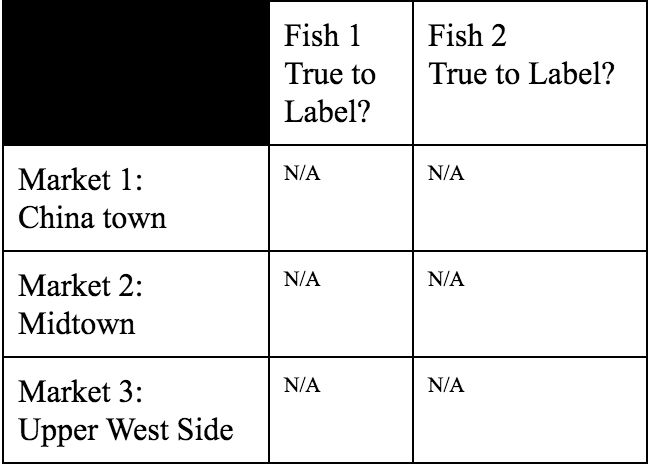 Fish 1
True to
Label?
Fish 2
True to Label?
Market 1:
China town
N/A
N/A
Market 2:
Midtown
N/A
N/A
Market 3:
Upper West Side
N/A
N/A